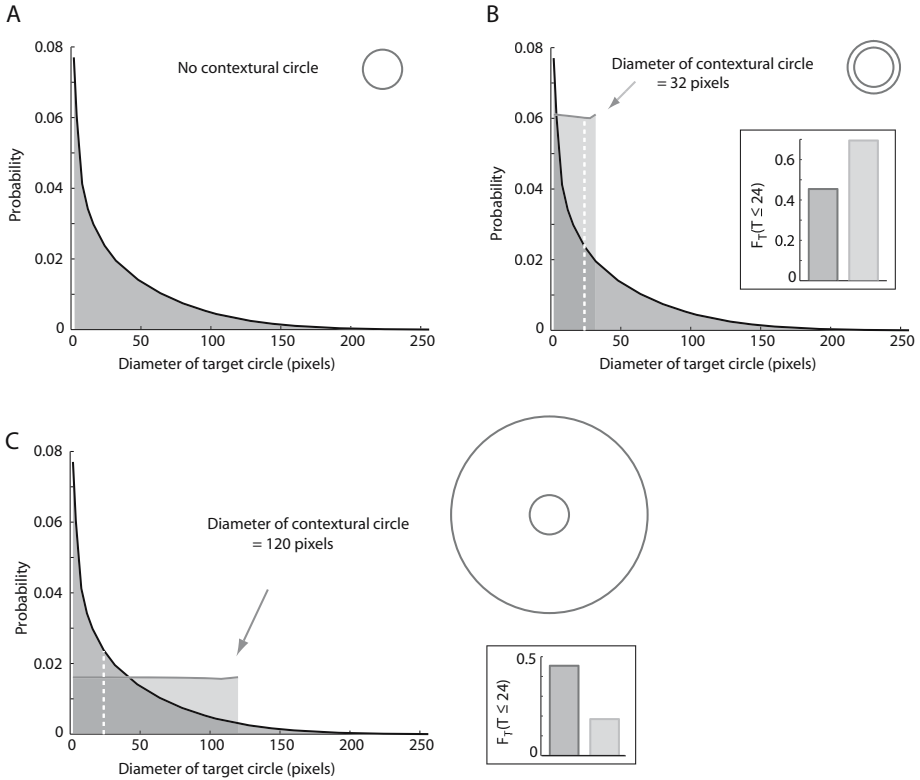 A
0.08
0.06
0.04
0.02
0
Probability
No contextural circle
0 50 100 150 200 250
Diameter of target circle (pixels)
B
0.08
0.06
0.04
0.02
0
Probability
Diameter of contextural circle
= 32 pixels
0.6
0.4
0.2
0
F_T(T ≤ 24)
0 50 100 150 200 250
Diameter of target circle (pixels)
C
0.08
0.06
0.04
0.02
0
Probability
Diameter of contextural circle
= 120 pixels
0.5
0
F_T(T ≤ 24)
0 50 100 150 200 250
Diameter of target circle (pixels)